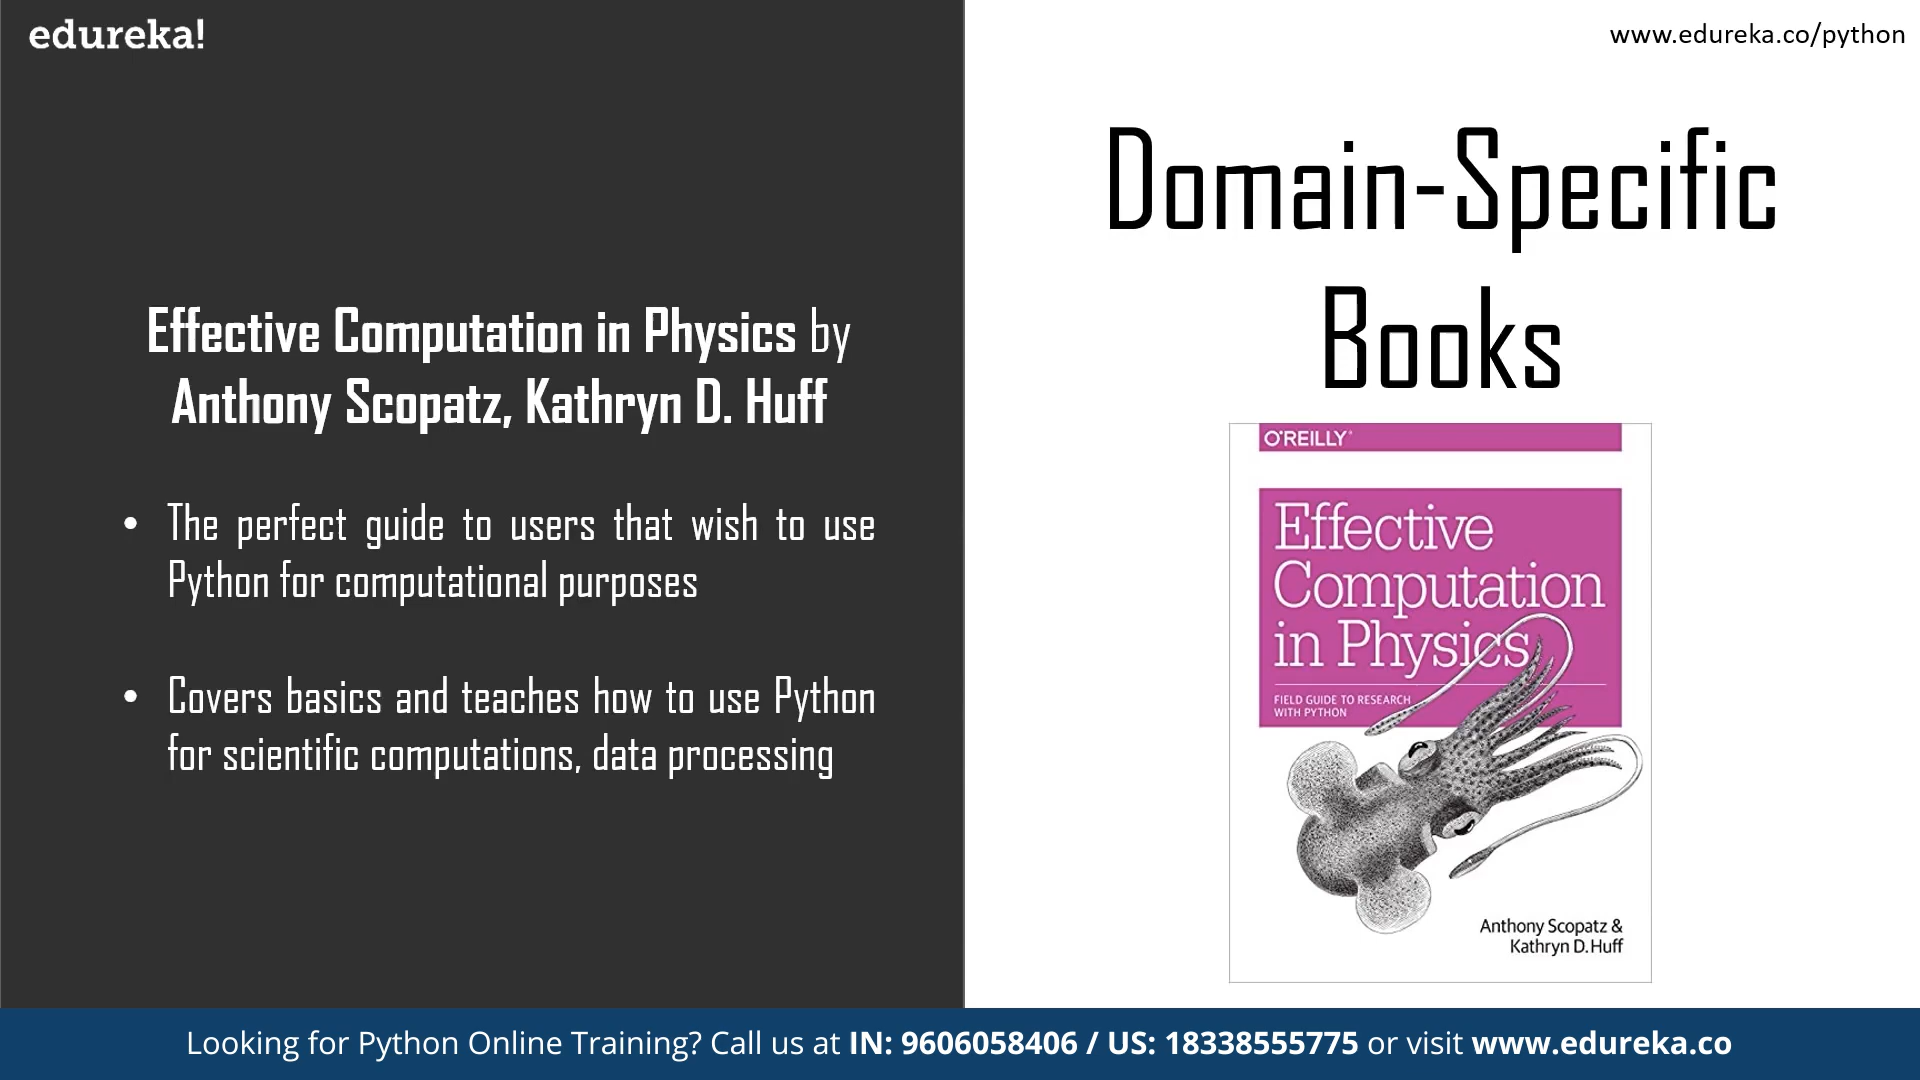 edureka!
www.edureka.co/python
Effective Computation in Physics by
Anthony Scopatz, Kathryn D. Huff
• The perfect guide to users that wish to use
Python for computational purposes
• Covers basics and teaches how to use Python
for scientific computations, data processing
Domain-Specific
Books
O'REILLY®
Effective
Computation
in Physics
FIELD GUIDE TO RESEARCH
WITH PYTHON
Anthony Scopatz &
Kathryn D. Huff
Looking for Python Online Training? Call us at IN: 9606058406 / US: 18338555775 or visit www.edureka.co